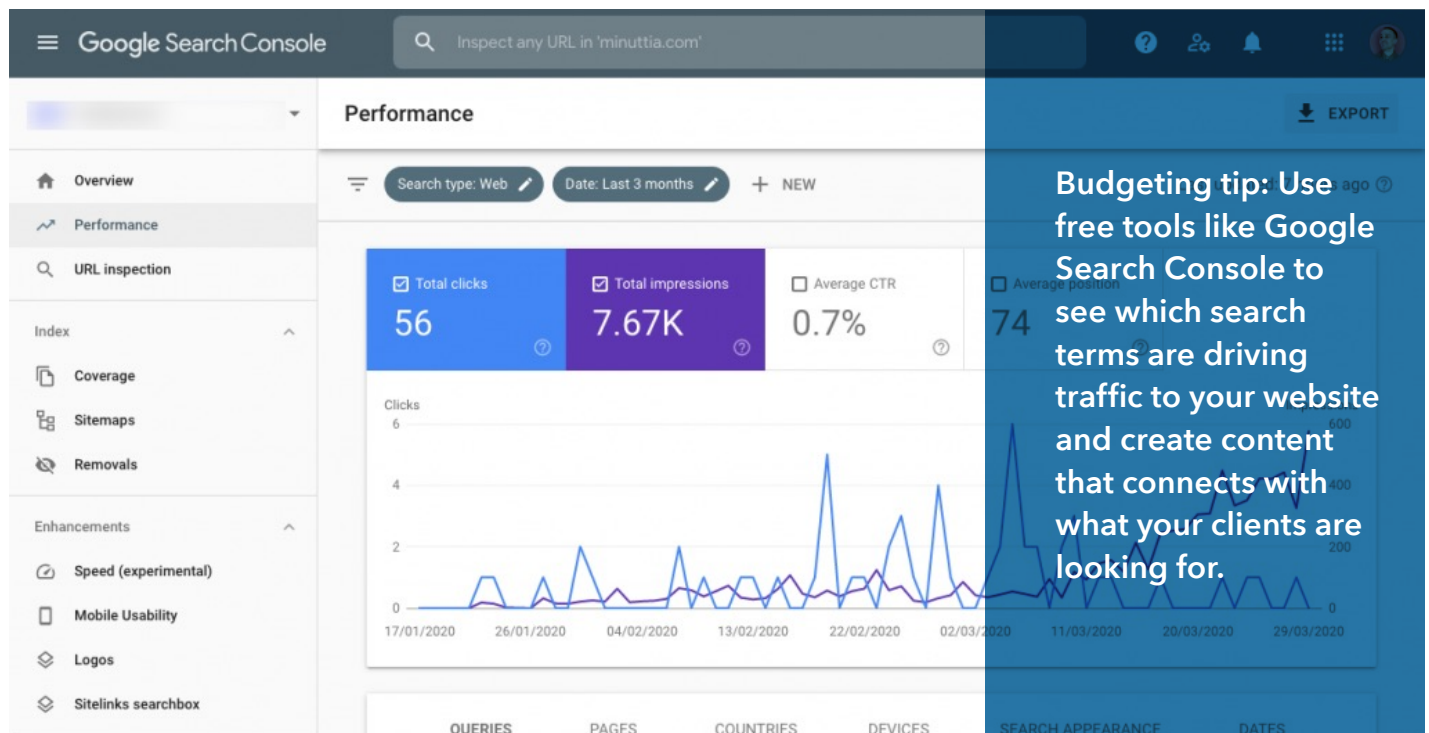 Google Search Console
Inspect any URL in 'minuttia.com'
Performance
EXPORT
Overview
Performance
URL inspection
Index
Coverage
Sitemaps
Removals
Enhancements
Speed (experimental)
Mobile Usability
Logos
Sitelinks searchbox
Search type: Web
Date: Last 3 months
+ NEW
ago
Total clicks
56
Total impressions
7.67K
Average CTR
0.7%
Average position
74
Clicks
6
4
2
0
600
400
200
0
17/01/2020 26/01/2020 04/02/2020 13/02/2020 22/02/2020 02/03/2020 11/03/2020 20/03/2020 29/03/2020
QUERIES PAGES COUNTRIES DEVICES SEARCH APPEARANCE DATES
Budgeting tip: Use
free tools like Google
Search Console to
see which search
terms are driving
traffic to your website
and create content
that connects with
what your clients are
looking for.